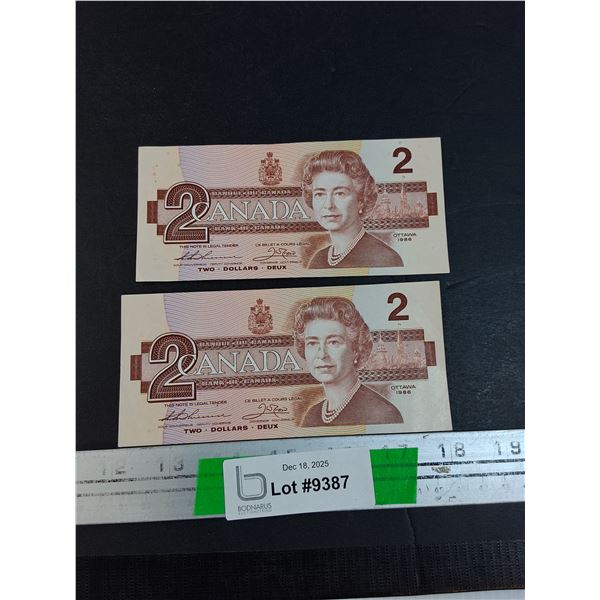 2
BANQUE · DU · CANADA
2 CANADA
BANK · OF · CANADA
THIS NOTE IS LEGAL TENDER
CE BILLET A COURS LÉGAL
OTTAWA
1986
TWO · DOLLARS · DEUX
2
BANQUE · DU · CANADA
2 CANADA
BANK · OF · CANADA
THIS NOTE IS LEGAL TENDER
CE BILLET A COURS LÉGAL
OTTAWA
1986
TWO · DOLLARS · DEUX
12 13 15 17 18 19
Dec 18, 2025
Lot #9387
BODNARUS